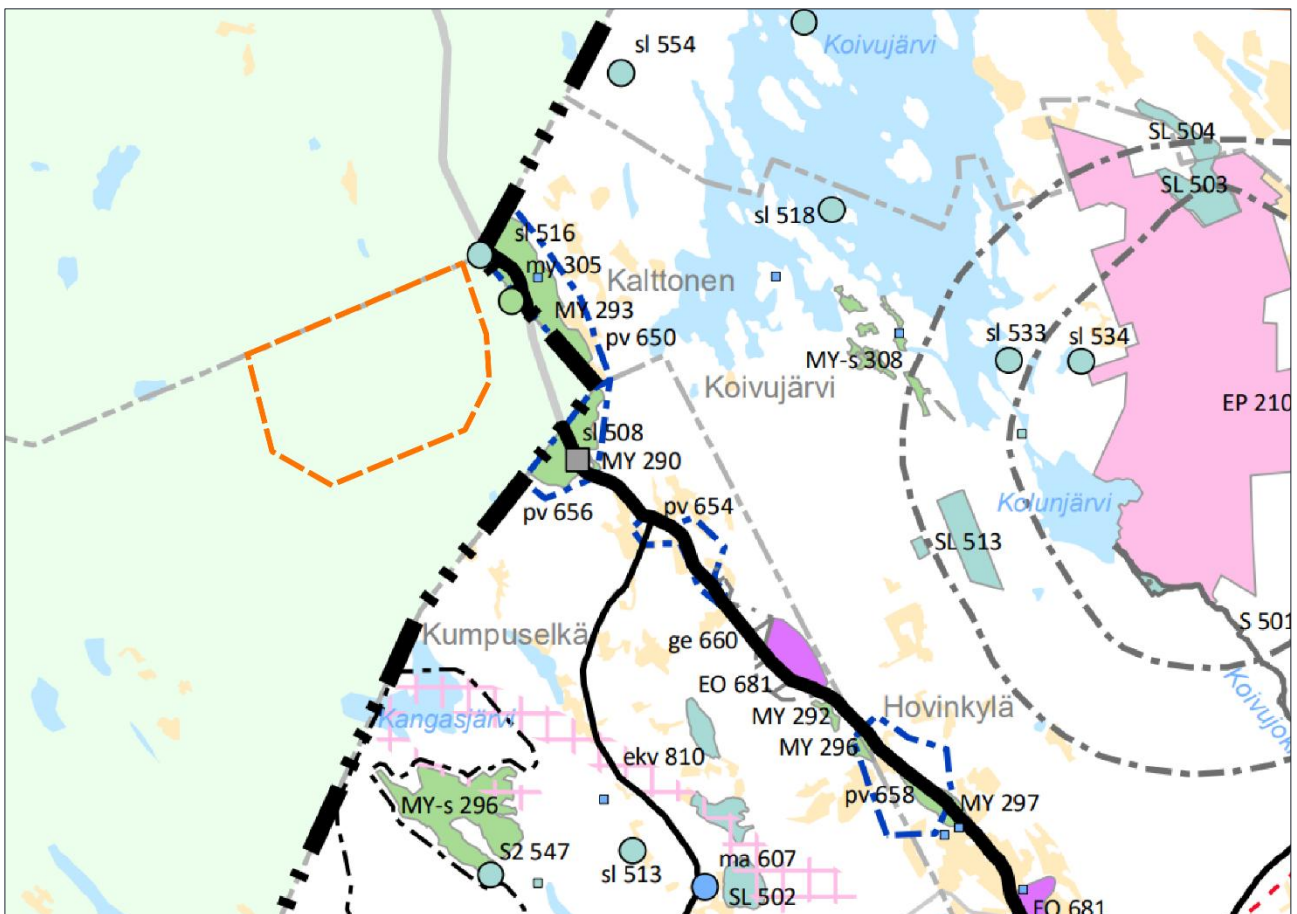 sl 554
Koivujärvi
SL 504
SL 503
sl 518
sl 516
my 305
Kalttonen
MY 293
pv 650
sl 533
sl 534
MY-s 308
Koivujärvi
EP 210
sl 508
MY 290
pv 656
pv 654
Kolunjärvi
SL 513
S 501
Kumpuselkä
ge 660
EO 681
Koivujoki
MY 292
Hovinkylä
Kangasjärvi
MY 296
ekv 810
pv 658
MY 297
MY-s 296
S2 547
sl 513
ma 607
SL 502
EO 681